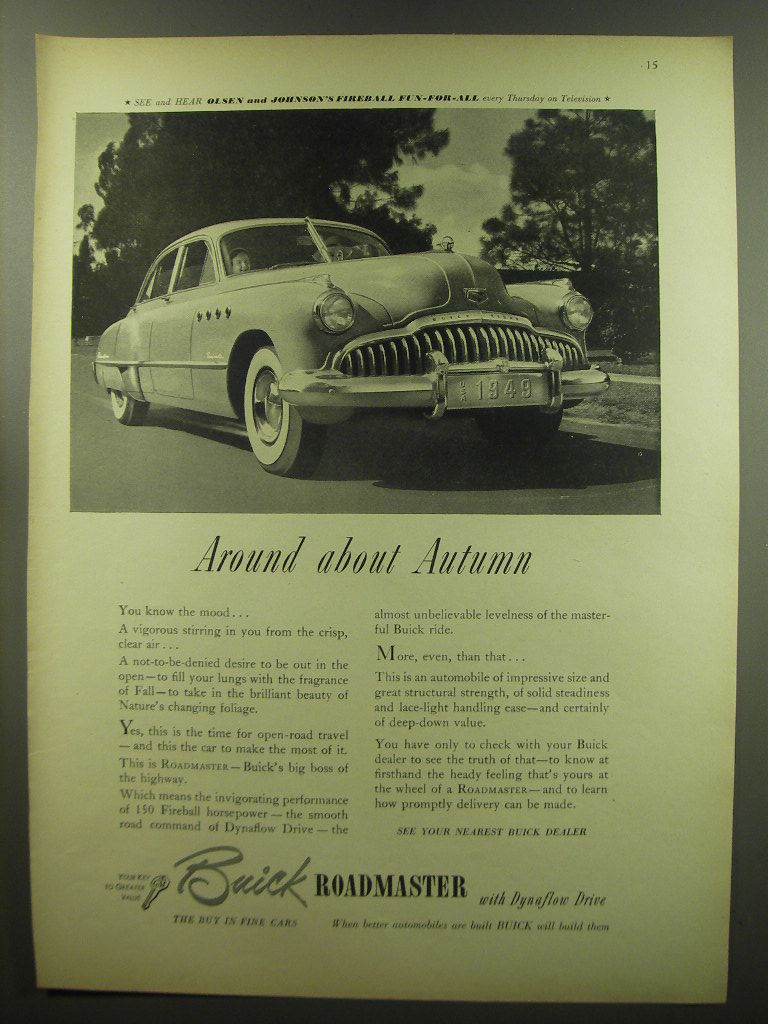 15
★ SEE and HEAR OLSEN and JOHNSON'S FIREBALL FUN-FOR-ALL every Thursday on Television ★
BUICK EIGHT
USA 1949
Roadmaster
Around about Autumn
You know the mood...
A vigorous stirring in you from the crisp,
clear air...
A not-to-be-denied desire to be out in the
open—to fill your lungs with the fragrance
of Fall—to take in the brilliant beauty of
Nature's changing foliage.
Yes, this is the time for open-road travel
—and this the car to make the most of it.
This is ROADMASTER—Buick's big boss of
the highway.
Which means the invigorating performance
of 150 Fireball horsepower—the smooth
road command of Dynaflow Drive—the
almost unbelievable levelness of the master-
ful Buick ride.
More, even, than that...
This is an automobile of impressive size and
great structural strength, of solid steadiness
and lace-light handling ease—and certainly
of deep-down value.
You have only to check with your Buick
dealer to see the truth of that—to know at
firsthand the heady feeling that's yours at
the wheel of a ROADMASTER—and to learn
how promptly delivery can be made.
SEE YOUR NEAREST BUICK DEALER
YOUR KEY
TO GREATER
VALUE
Buick ROADMASTER with Dynaflow Drive
THE BUY IN FINE CARS
When better automobiles are built BUICK will build them